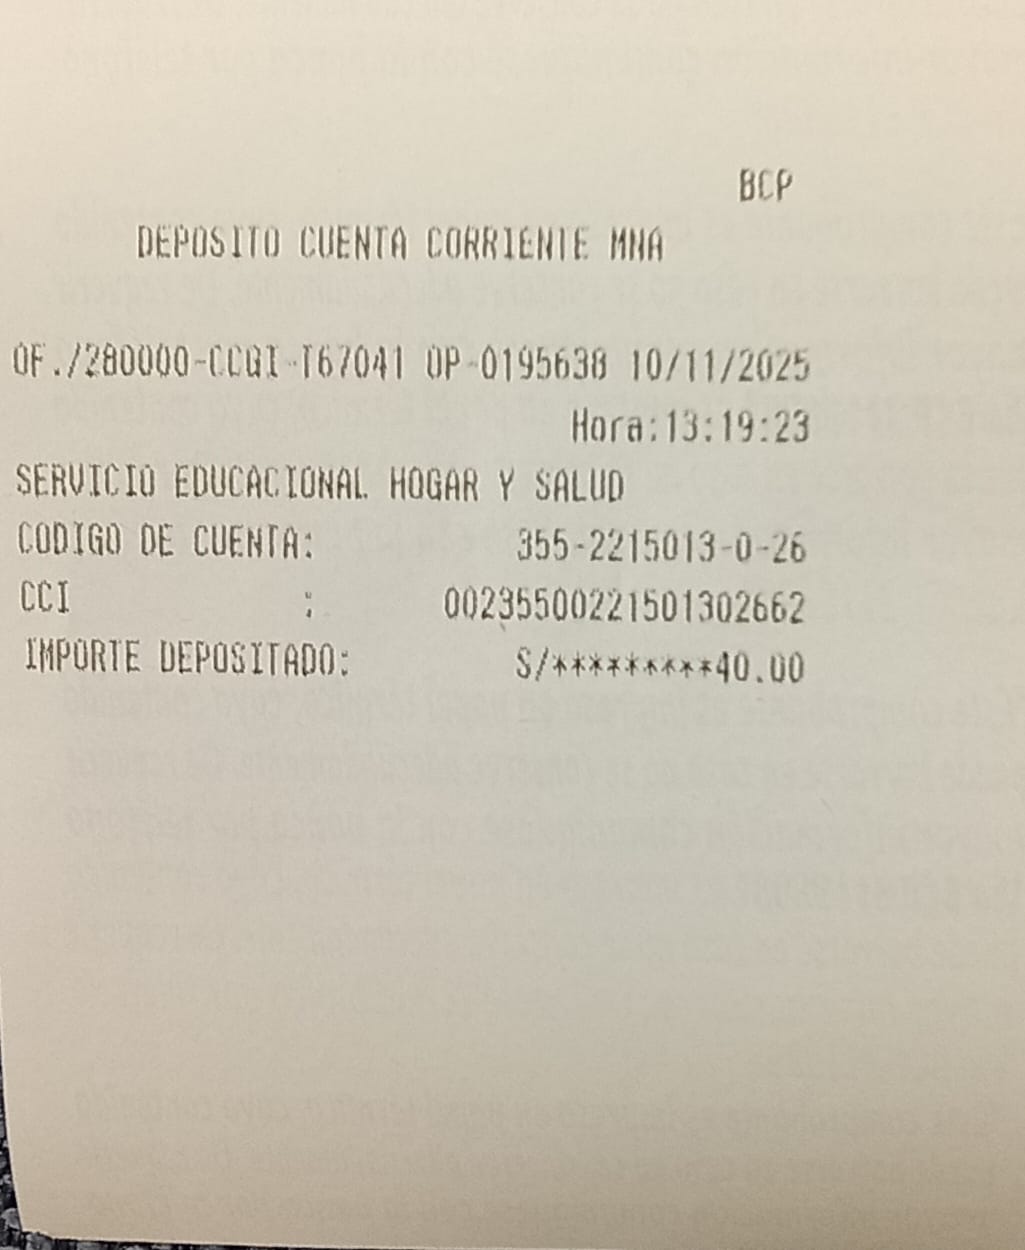 BCP
DEPOSITO CUENTA CORRIENTE MNA
OF./280000-CCQI-T67041 OP-0195638 10/11/2025
Hora:13:19:23
SERVICIO EDUCACIONAL HOGAR Y SALUD
CODIGO DE CUENTA: 355-2215013-0-26
CCI : 00235500221501302662
IMPORTE DEPOSITADO: S/*********40.00